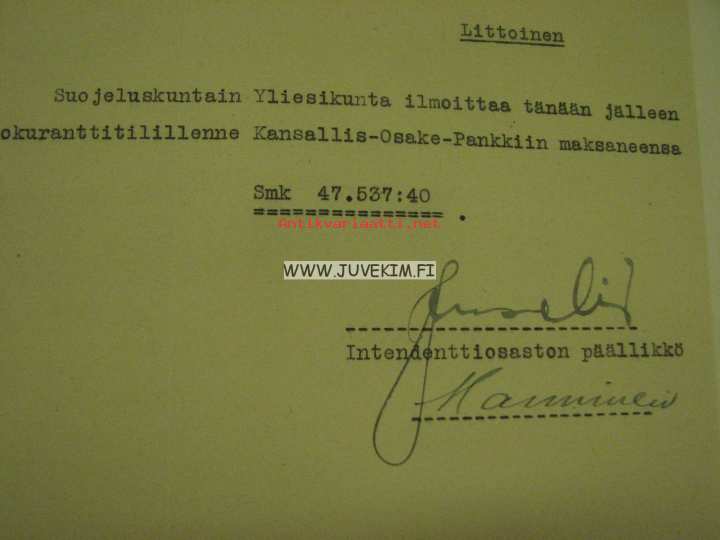 Littoinen
Suojeluskuntain Yliesikunta ilmoittaa tänään jälleen
okuranttitilillenne Kansallis-Osake-Pankkiin maksaneensa
Smk 47.537:40
================ .
Antikvariaatti.net
WWW.JUVEKIM.FI
Intendenttiosaston päällikkö
Manninen